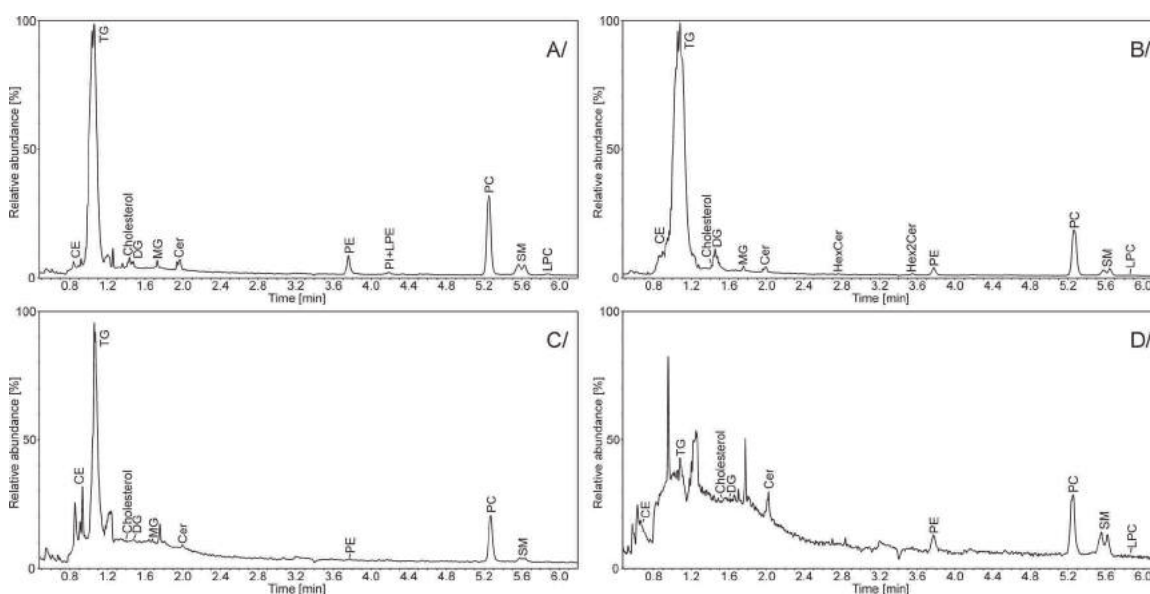 100
50
0
Relative abundance [%]
CE
TG
Cholesterol
DG
MG
Cer
PE
PI+LPE
PC
SM
LPC
A/
0.8 1.2 1.6 2.0 2.4 2.8 3.2 3.6 4.0 4.4 4.8 5.2 5.6 6.0
Time [min]
100
50
0
Relative abundance [%]
CE
TG
Cholesterol
DG
MG
Cer
HexCer
Hex2Cer
PE
PC
SM
LPC
B/
0.8 1.2 1.6 2.0 2.4 2.8 3.2 3.6 4.0 4.4 4.8 5.2 5.6 6.0
Time [min]
100
50
0
Relative abundance [%]
CE
TG
Cholesterol
DG
MG
Cer
PE
PC
SM
C/
0.8 1.2 1.6 2.0 2.4 2.8 3.2 3.6 4.0 4.4 4.8 5.2 5.6 6.0
Time [min]
100
50
0
Relative abundance [%]
CE
TG
Cholesterol
DG
Cer
PE
PC
SM
LPC
D/
0.8 1.2 1.6 2.0 2.4 2.8 3.2 3.6 4.0 4.4 4.8 5.2 5.6 6.0
Time [min]